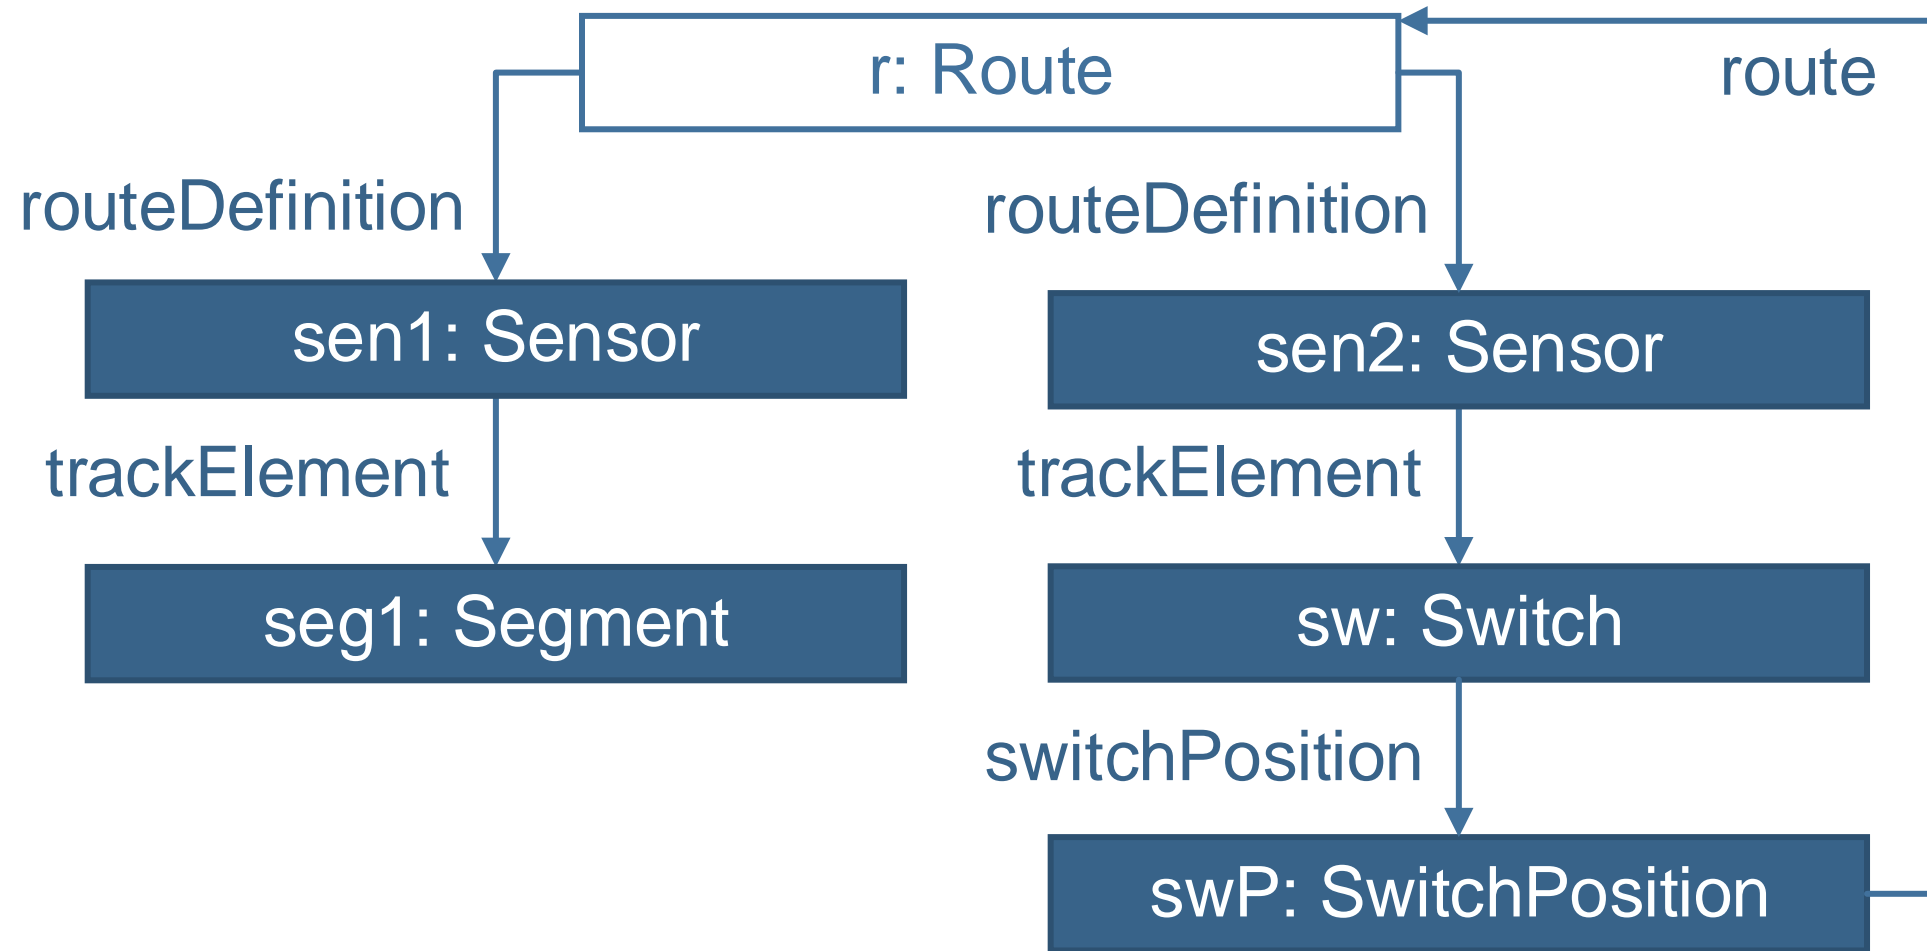 r: Route
route
routeDefinition
routeDefinition
sen1: Sensor
sen2: Sensor
trackElement
trackElement
seg1: Segment
sw: Switch
switchPosition
swP: SwitchPosition